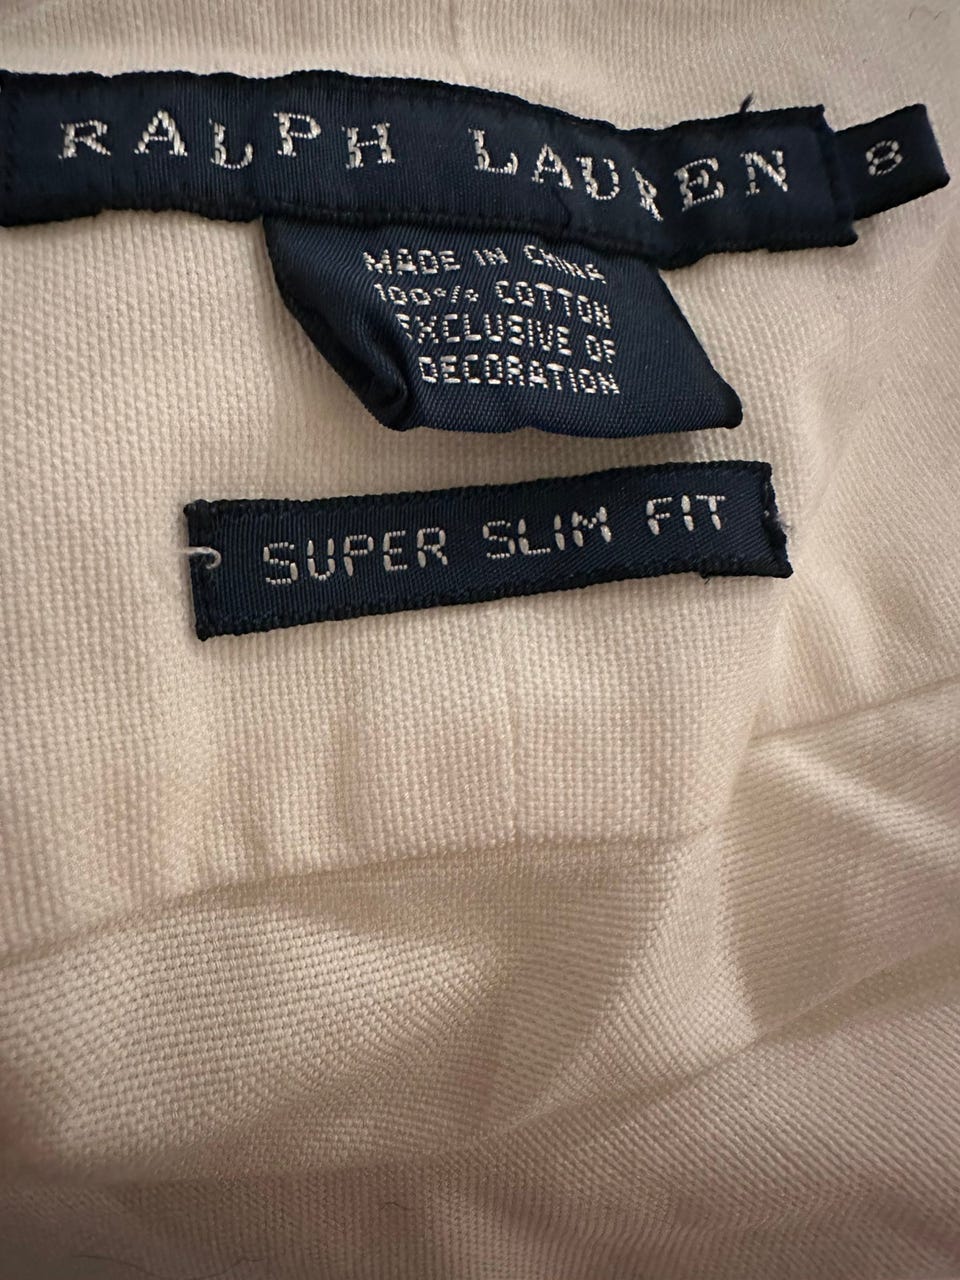 RALPH LAUREN 8
MADE IN CHINA
100% COTTON
EXCLUSIVE OF
DECORATION
SUPER SLIM FIT